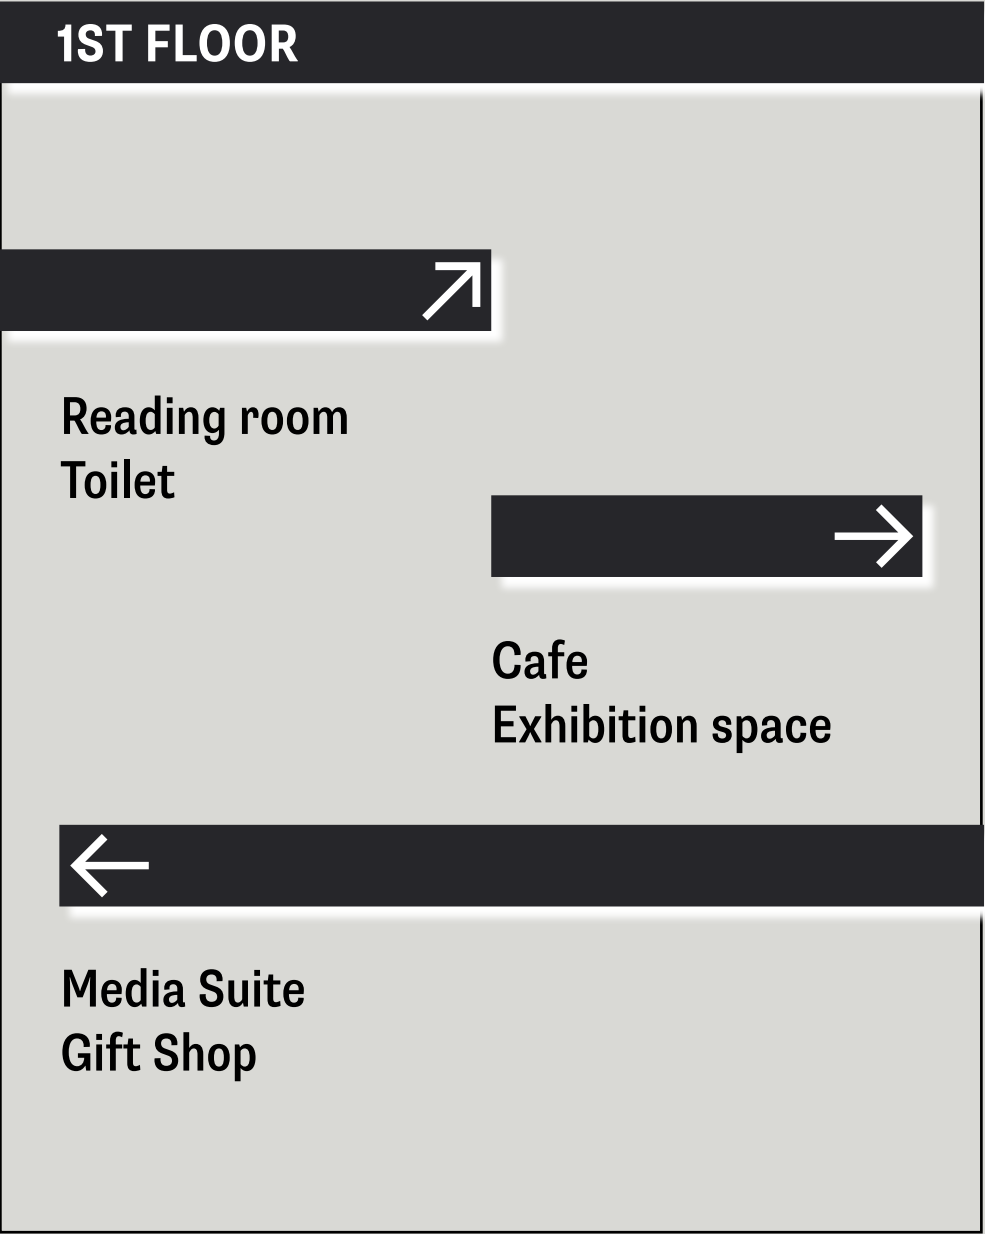 1ST FLOOR
Reading room
Toilet
Cafe
Exhibition space
Media Suite
Gift Shop